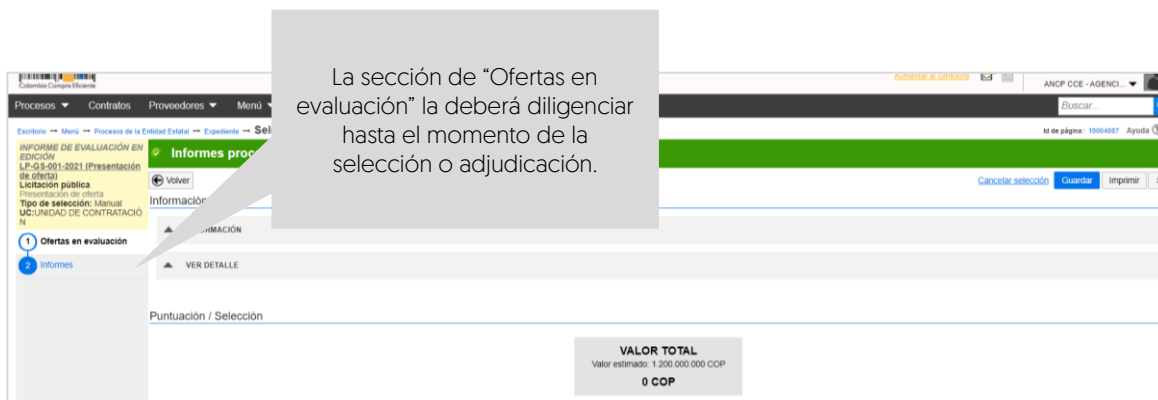 La sección de “Ofertas en
evaluación” la deberá diligenciar
hasta el momento de la
selección o adjudicación.
Colombia Compra Eficiente
Aumentar el contraste
ANCP CCE - AGENCI...
Procesos Contratos Proveedores Menú
Buscar...
Escritorio → Menú → Procesos de la Entidad Estatal → Expediente → Sel
Id de página: 10004087 Ayuda
INFORME DE EVALUACIÓN EN
EDICIÓN
LP-GS-001-2021 (Presentación
de oferta)
Licitación pública
Presentación de oferta
Tipo de selección: Manual
UC:UNIDAD DE CONTRATACIÓ
N
1 Ofertas en evaluación
2 Informes
Informes proc
Volver
Cancelar selección Guardar Imprimir
Información
RMACIÓN
VER DETALLE
Puntuación / Selección
VALOR TOTAL
Valor estimado: 1.200.000.000 COP
0 COP